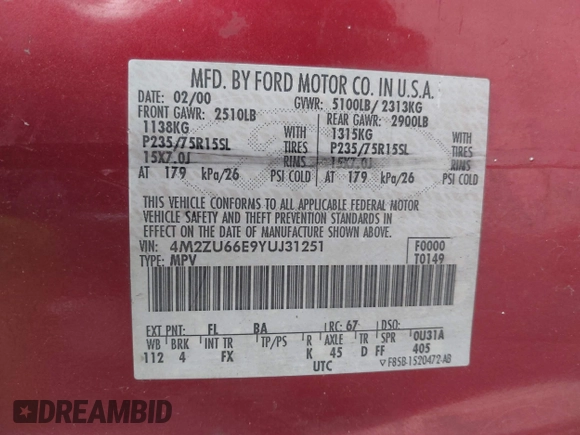 MFD. BY FORD MOTOR CO. IN U.S.A.
DATE: 02/00 GVWR: 5100LB/ 2313KG
FRONT GAWR: 2510LB REAR GAWR: 2900LB
1138KG WITH 1315KG WITH
P235/75R15SL TIRES P235/75R15SL TIRES
15X7.0J RIMS 15X7.0J RIMS
AT 179 kPa/26 PSI COLD AT 179 kPa/26 PSI COLD
THIS VEHICLE CONFORMS TO ALL APPLICABLE FEDERAL MOTOR
VEHICLE SAFETY AND THEFT PREVENTION STANDARDS IN
EFFECT ON THE DATE OF MANUFACTURE SHOWN ABOVE.
VIN: 4M2ZU66E9YUJ31251 F0000
TYPE: MPV T0149
EXT PNT: FL BA RC: 67 DSO:
WB BRK INT TR TP/PS R AXLE TR SPR 0U31A
112 4 FX K 45 D FF 405
UTC ▽ F85B-1520472-AB
DREAMBID